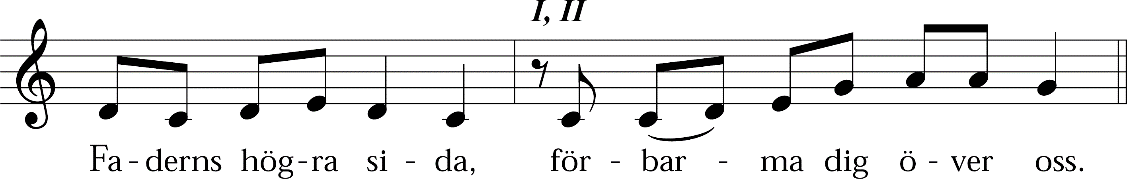 I, II
Fa - derns hög - ra si - da, för - bar - ma dig ö - ver oss.